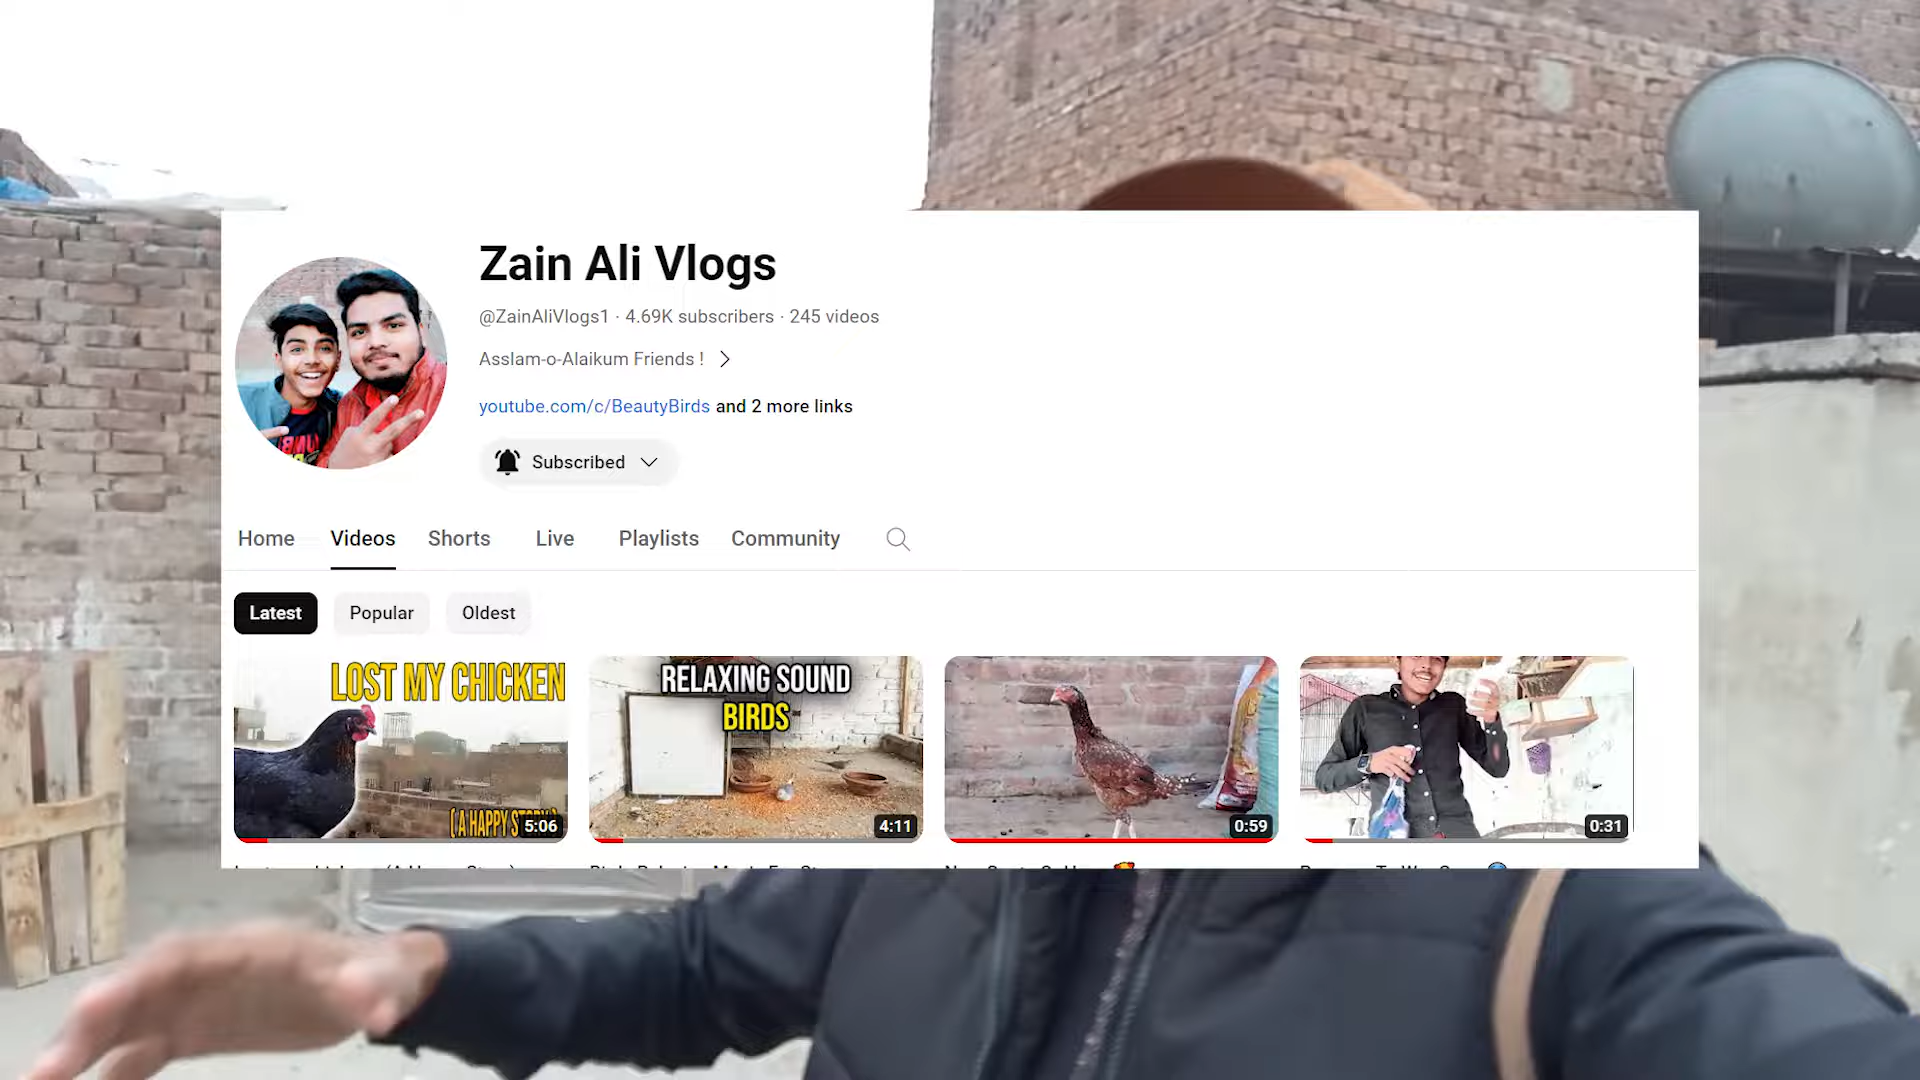 Zain Ali Vlogs
@ZainAliVlogs1 · 4.69K subscribers · 245 videos
Asslam-o-Alaikum Friends !
youtube.com/c/BeautyBirds and 2 more links
Subscribed
Home Videos Shorts Live Playlists Community
Latest Popular Oldest
LOST MY CHICKEN
(A HAPPY
5:06
RELAXING SOUND
BIRDS
4:11
0:59
0:31